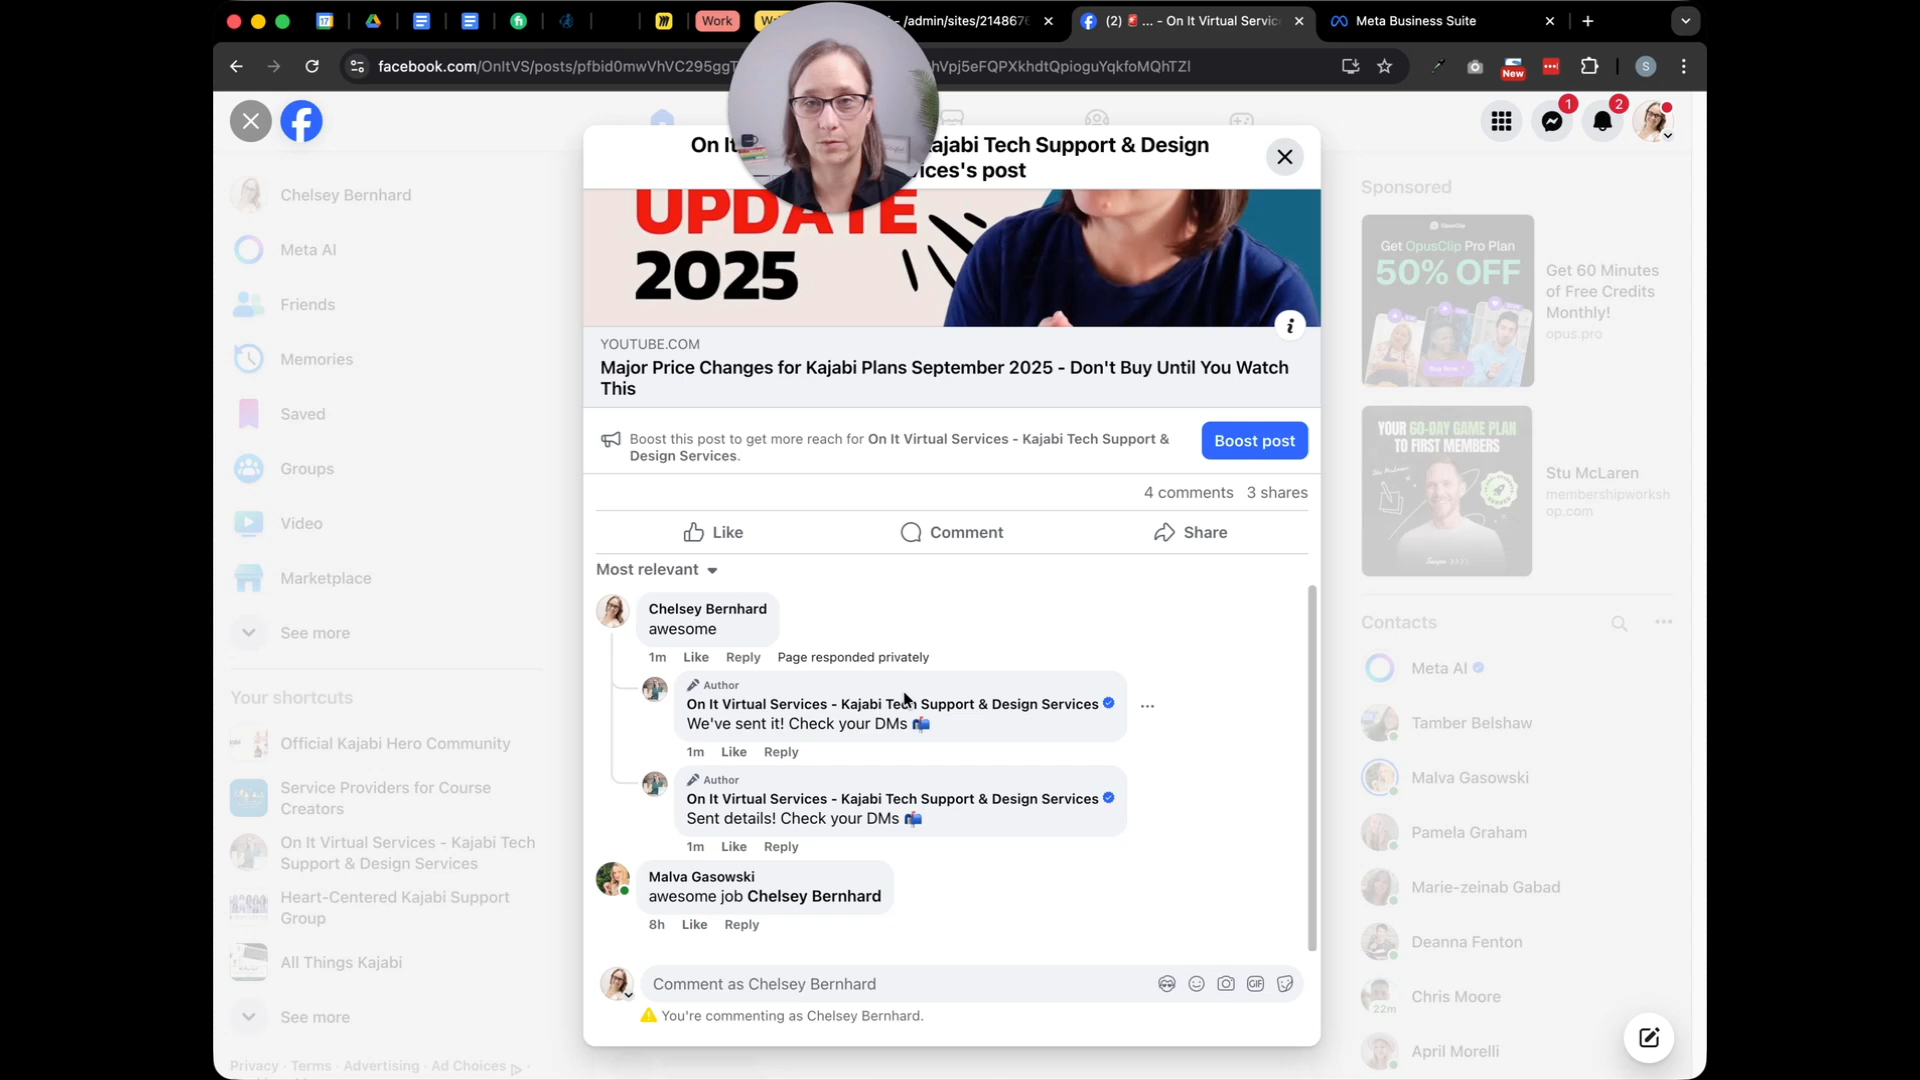 17
Work
- /admin/sites/2148676
(2) 🚨 ... - On It Virtual Servic
Meta Business Suite
facebook.com/OnItVS/posts/pfbid0mwVhVC295gg
hVpj5eFQPXkhdtQpioguYqkfoMQhTZI
New
S
1
2
On It
Kajabi Tech Support & Design
ices's post
Chelsey Bernhard
Meta AI
Friends
Memories
Saved
Groups
Video
Marketplace
See more
Your shortcuts
Official Kajabi Hero Community
Service Providers for Course
Creators
On It Virtual Services - Kajabi Tech
Support & Design Services
Heart-Centered Kajabi Support
Group
All Things Kajabi
See more
Privacy · Terms · Advertising · Ad Choices
UPDATE
2025
YOUTUBE.COM
Major Price Changes for Kajabi Plans September 2025 - Don't Buy Until You Watch
This
Boost this post to get more reach for On It Virtual Services - Kajabi Tech Support &
Design Services.
Boost post
4 comments 3 shares
Like
Comment
Share
Most relevant
Chelsey Bernhard
awesome
1m Like Reply Page responded privately
Author
On It Virtual Services - Kajabi Tech Support & Design Services
We've sent it! Check your DMs 📬
1m Like Reply
Author
On It Virtual Services - Kajabi Tech Support & Design Services
Sent details! Check your DMs 📬
1m Like Reply
Malva Gasowski
awesome job Chelsey Bernhard
8h Like Reply
Comment as Chelsey Bernhard
GIF
You're commenting as Chelsey Bernhard.
Sponsored
OpusClip
Get OpusClip Pro Plan
50% OFF
Buy Now
Get 60 Minutes
of Free Credits
Monthly!
opus.pro
YOUR 60-DAY GAME PLAN
TO FIRST MEMBERS
Stu McLaren
membershipworksh
op.com
Contacts
Meta AI
Tamber Belshaw
Malva Gasowski
Pamela Graham
Marie-zeinab Gabad
Deanna Fenton
Chris Moore
22m
April Morelli